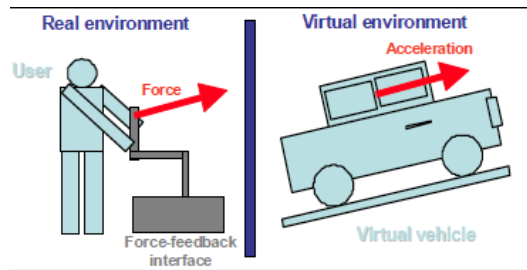 Real environment
User
Force
Force-feedback
interface
Virtual environment
Acceleration
Virtual vehicle